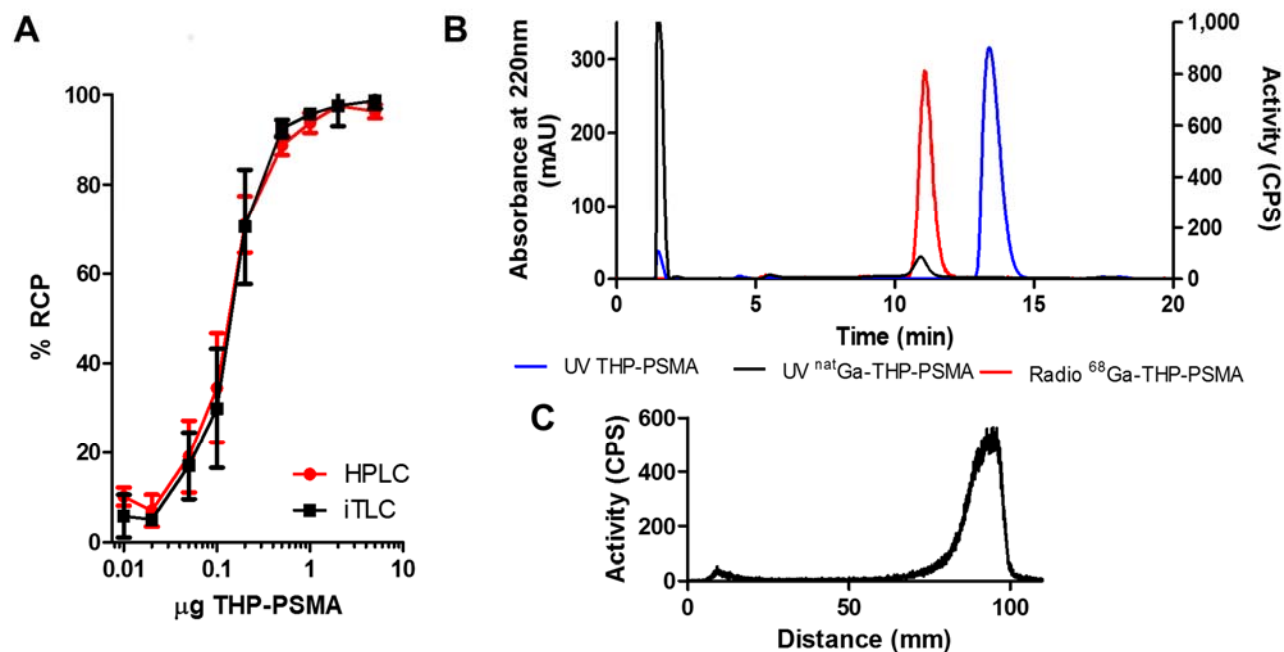 A
100
80
60
40
20
0
% RCP
0.01
0.1
1
10
µg THP-PSMA
HPLC
iTLC
B
300
200
100
0
Absorbance at 220nm
(mAU)
1,000
800
600
400
200
0
Activity (CPS)
0
5
10
15
20
Time (min)
UV THP-PSMA
UV natGa-THP-PSMA
Radio 68Ga-THP-PSMA
C
600
400
200
0
Activity (CPS)
0
50
100
Distance (mm)